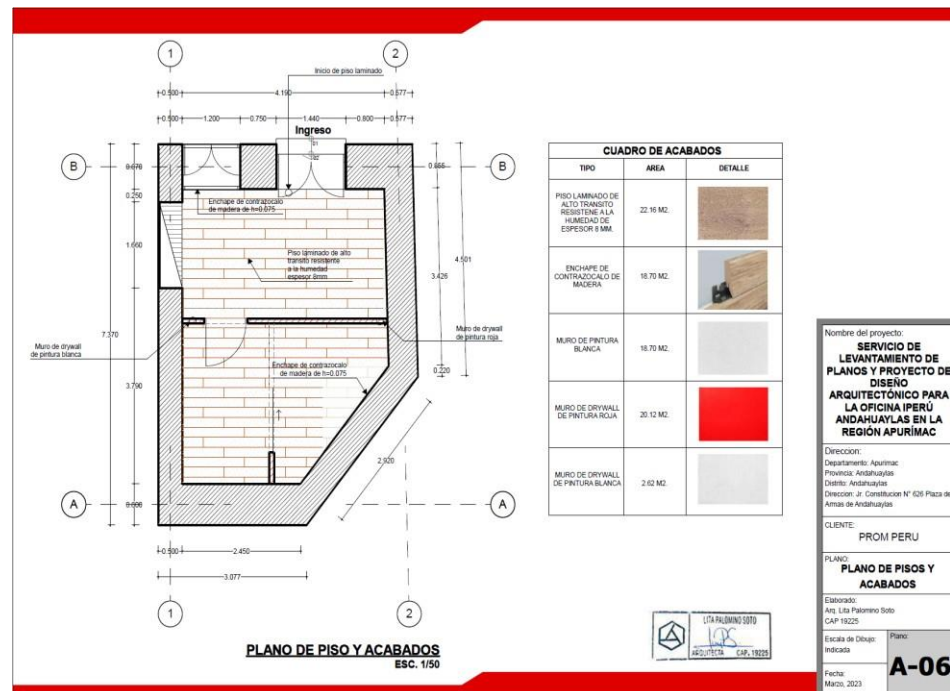 1
2
Inicio de piso laminado
0.500
4.190
0.577
0.500
1.200
0.750
1.440
0.800
0.577
Ingreso
B
B
0.670
0.250
1.660
7.370
3.790
0.600
Enchape de contrazocalo
de madera de h=0.075
Piso láminado de alto
transito resistente
a la humedad
espesor 8mm
4.501
3.426
0.220
2.920
Muro de drywall
de pintura blanca
Muro de drywall
de pintura roja
Enchape de contrazocalo
de madera de h=0.075
A
A
0.500
2.450
3.077
1
2
PLANO DE PISO Y ACABADOS
ESC. 1/50
CUADRO DE ACABADOS
TIPO
AREA
DETALLE
PISO LAMINADO DE
ALTO TRANSITO
RESISTENE A LA
HUMEDAD DE
ESPESOR 8 MM.
22.16 M2.
ENCHAPE DE
CONTRAZOCALO DE
MADERA
18.70 M2.
MURO DE PINTURA
BLANCA
18.70 M2.
MURO DE DRYWALL
DE PINTURA ROJA
20.12 M2.
MURO DE DRYWALL
DE PINTURA BLANCA
2.62 M2.
LITA PALOMINO SOTO
ARQUITECTA CAP. 19225
Nombre del proyecto:
SERVICIO DE
LEVANTAMIENTO DE
PLANOS Y PROYECTO DE
DISEÑO
ARQUITECTÓNICO PARA
LA OFICINA IPERÚ
ANDAHUAYLAS EN LA
REGIÓN APURÍMAC
Direccion:
Departamento: Apurimac
Provincia: Andahuaylas
Distrito: Andahuaylas
Direccion: Jr. Constitucion N° 626 Plaza de
Armas de Andahuaylas
CLIENTE:
PROM PERU
PLANO:
PLANO DE PISOS Y
ACABADOS
Elaborado:
Arq. Lita Palomino Soto
CAP 19225
Escala de Dibujo:
Indicada
Plano:
A-06
Fecha:
Marzo, 2023